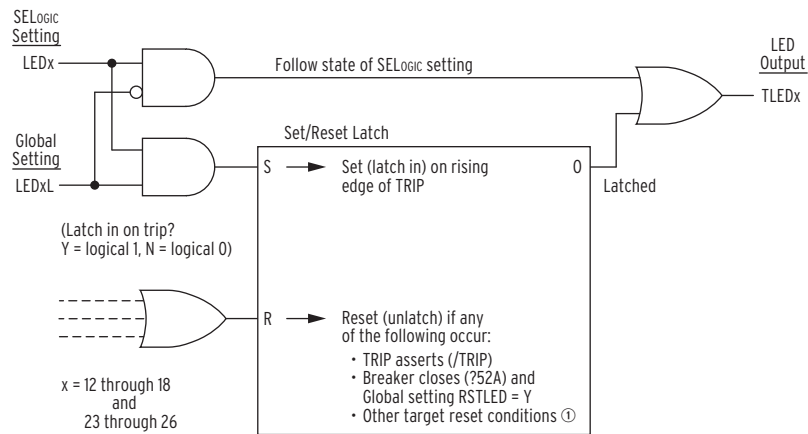 SELOGIC
Setting
LEDx
Follow state of SELOGIC setting
LED
Output
TLEDx
Global
Setting
LEDxL
Set/Reset Latch
S
Set (latch in) on rising
edge of TRIP
O
Latched
(Latch in on trip?
Y = logical 1, N = logical 0)
R
Reset (unlatch) if any
of the following occur:
• TRIP asserts (/TRIP)
• Breaker closes (?52A) and
Global setting RSTLED = Y
• Other target reset conditions ①
x = 12 through 18
and
23 through 26